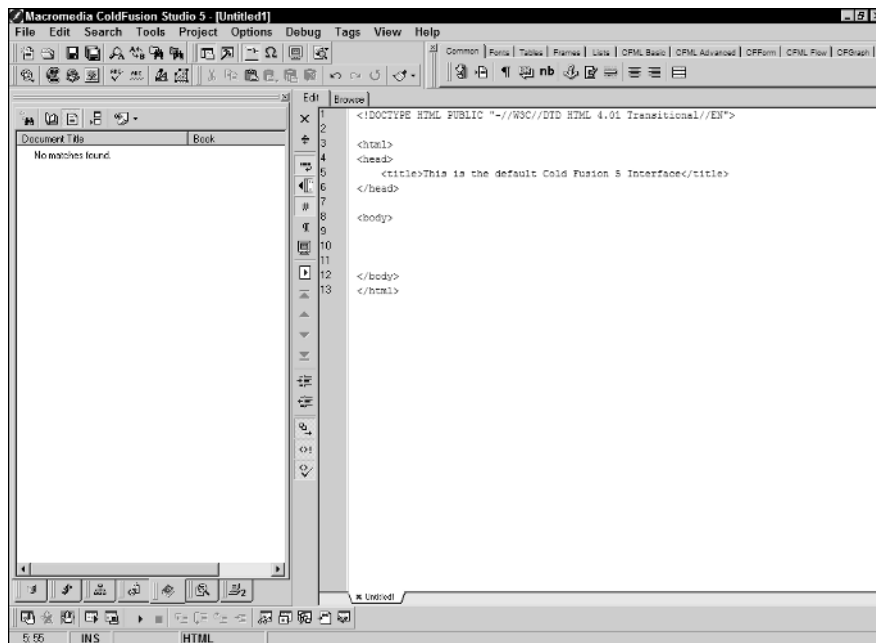 Macromedia ColdFusion Studio 5 - [Untitled1]
File Edit Search Tools Project Options Debug Tags View Help
Common Fonts Tables Frames Lists CFML Basic CFML Advanced CFForm CFML Flow CFGraph
nb
Edit Browse
Document Title Book
No matches found.
1 <!DOCTYPE HTML PUBLIC "-//W3C//DTD HTML 4.01 Transitional//EN">
2
3 <html>
4 <head>
5 <title>This is the default Cold Fusion 5 Interface</title>
6 </head>
7
8 <body>
9
10
11
12 </body>
13 </html>
Untitled1
5:55 INS HTML